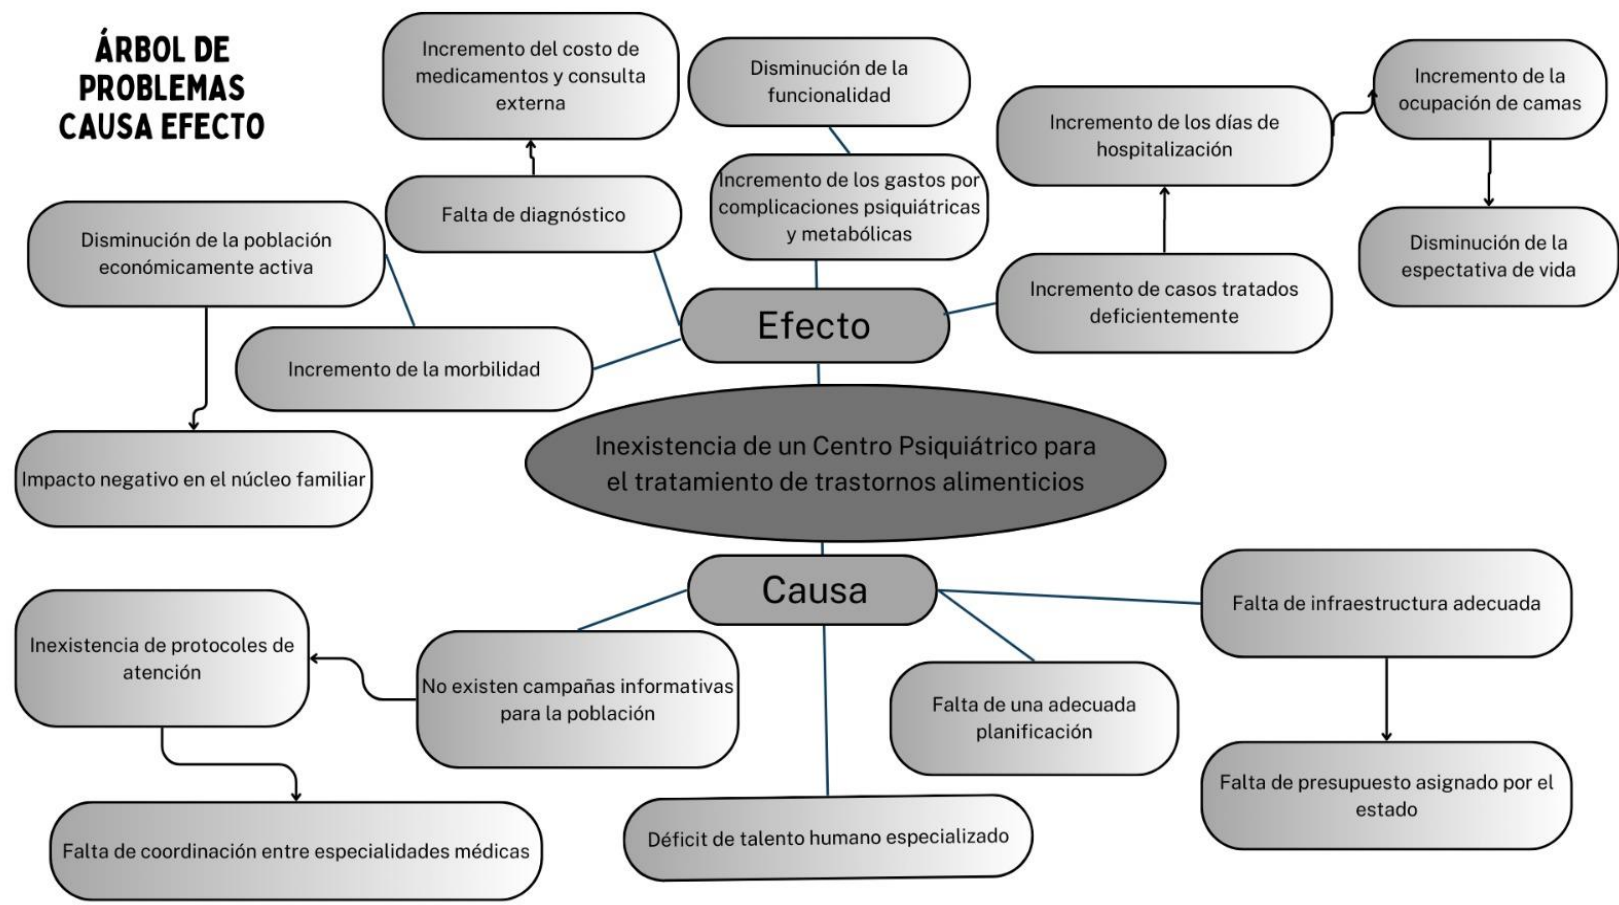 ÁRBOL DE
PROBLEMAS
CAUSA EFECTO
Incremento del costo de
medicamentos y consulta
externa
Disminución de la
funcionalidad
Incremento de la
ocupación de camas
Incremento de los días de
hospitalización
Falta de diagnóstico
Incremento de los gastos por
complicaciones psiquiátricas
y metabólicas
Disminución de la población
económicamente activa
Disminución de la
espectativa de vida
Incremento de casos tratados
deficientemente
Efecto
Incremento de la morbilidad
Inexistencia de un Centro Psiquiátrico para
el tratamiento de trastornos alimenticios
Impacto negativo en el núcleo familiar
Causa
Falta de infraestructura adecuada
Inexistencia de protocoles de
atención
No existen campañas informativas
para la población
Falta de una adecuada
planificación
Falta de presupuesto asignado por el
estado
Déficit de talento humano especializado
Falta de coordinación entre especialidades médicas